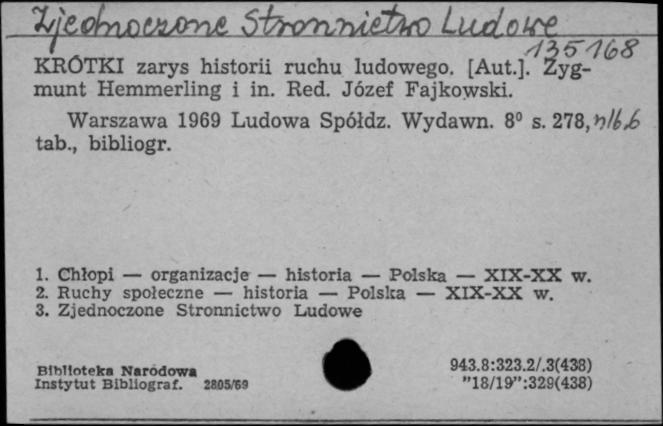 Zjednoczone Stronnictwo Ludowe
135168
KRÓTKI zarys historii ruchu ludowego. [Aut.]. Zyg-
munt Hemmerling i in. Red. Józef Fajkowski.
Warszawa 1969 Ludowa Spółdz. Wydawn. 8⁰ s. 278,
tab., bibliogr.
1. Chłopi — organizacje — historia — Polska — XIX-XX w.
2. Ruchy społeczne — historia — Polska — XIX-XX w.
3. Zjednoczone Stronnictwo Ludowe
Biblioteka Narodowa
Instytut Bibliograf. 2805/69
943.8:323.2/.3(438)
"18/19":329(438)